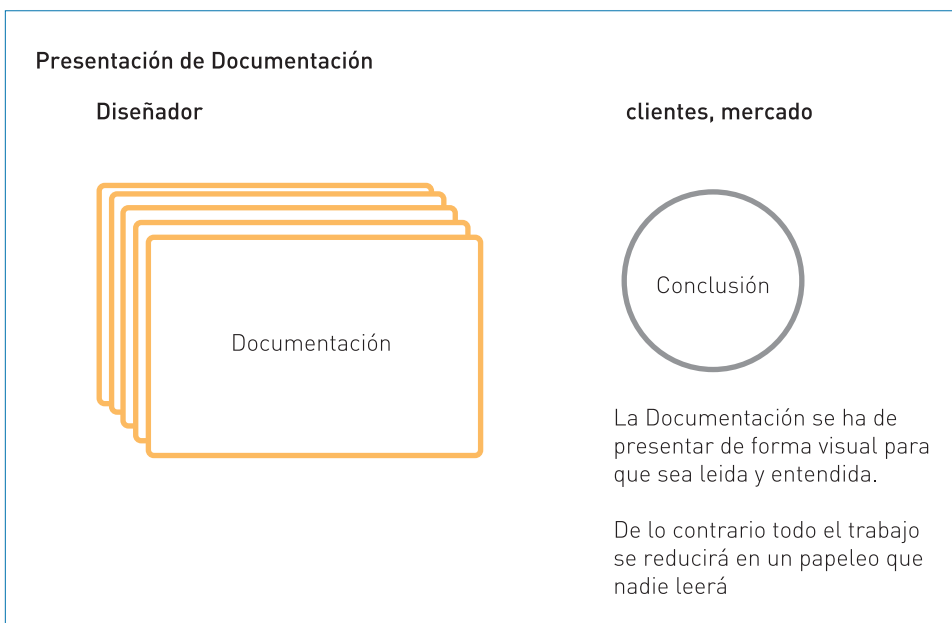 Presentación de Documentación
Diseñador
clientes, mercado
Documentación
Conclusión
La Documentación se ha de
presentar de forma visual para
que sea leida y entendida.
De lo contrario todo el trabajo
se reducirá en un papeleo que
nadie leerá